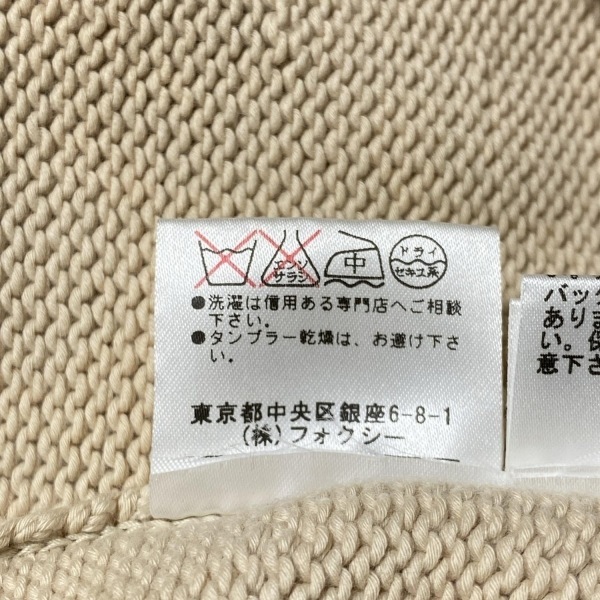 エンソ
サラシ
中
ドライ
セキユ系
●洗濯は信用ある専門店へご相談
下さい。
●タンブラー乾燥は、お避け下さ
い。
東京都中央区銀座6-8-1
(株)フォクシー
バック
ありま
い。保
意下さ